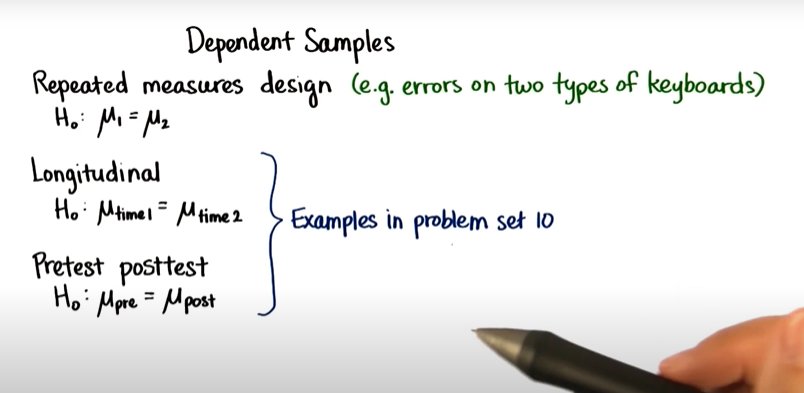 Dependent Samples
Repeated measures design (e.g. errors on two types of keyboards)
H₀: μ₁ = μ₂
Longitudinal
H₀: μtime1 = μtime2
Examples in problem set 10
Pretest posttest
H₀: μpre = μpost